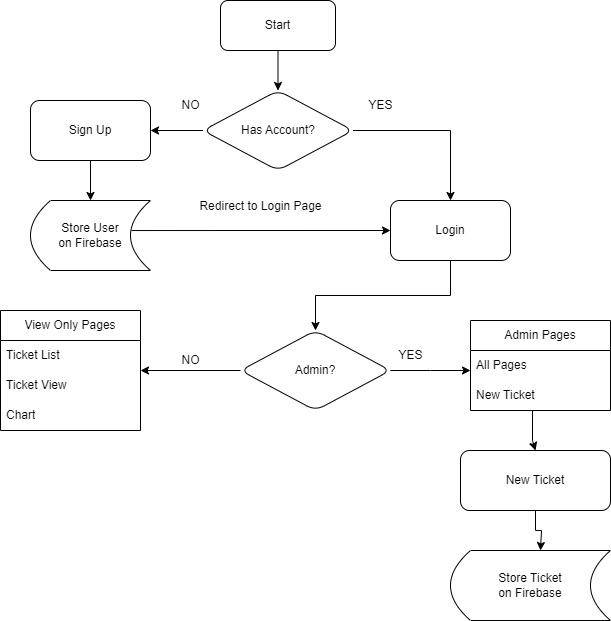 Start
NO
YES
Sign Up
Has Account?
Redirect to Login Page
Store User
on Firebase
Login
View Only Pages
Ticket List
Ticket View
Chart
NO
Admin?
YES
Admin Pages
All Pages
New Ticket
New Ticket
Store Ticket
on Firebase